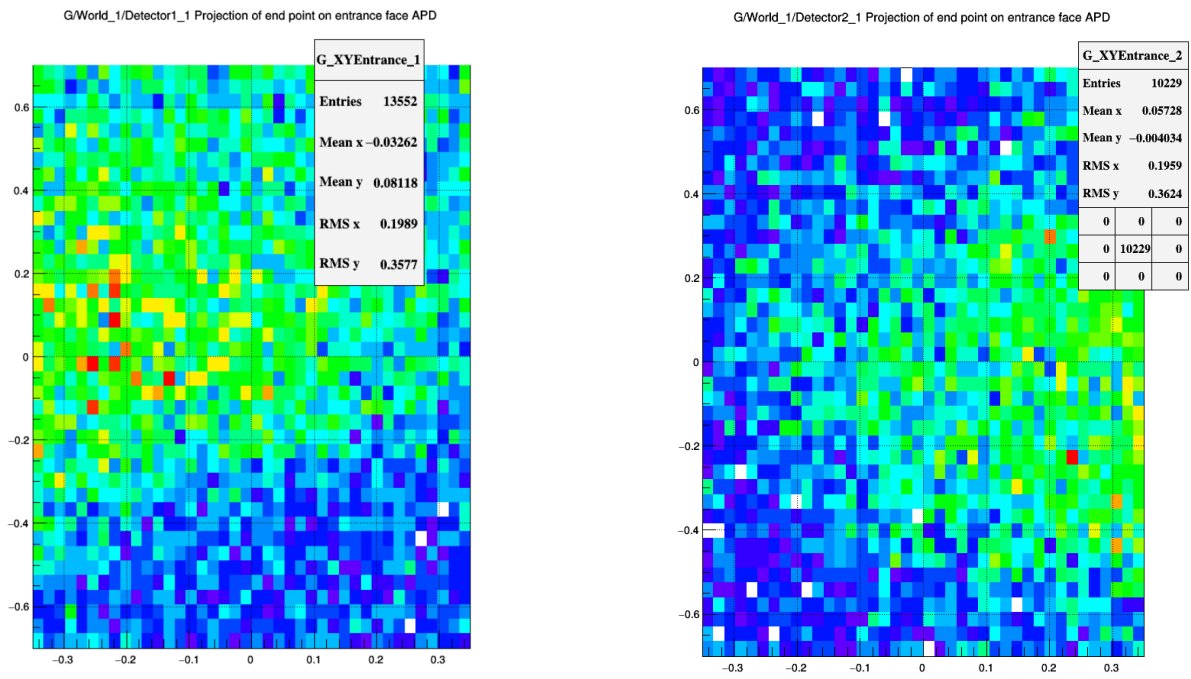 G/World_1/Detector1_1 Projection of end point on entrance face APD
G_XYEntrance_1
Entries 13552
Mean x −0.03262
Mean y 0.08118
RMS x 0.1989
RMS y 0.3577
0.6
0.4
0.2
0
−0.2
−0.4
−0.6
−0.3 −0.2 −0.1 0 0.1 0.2 0.3
G/World_1/Detector2_1 Projection of end point on entrance face APD
G_XYEntrance_2
Entries 10229
Mean x 0.05728
Mean y −0.004034
RMS x 0.1959
RMS y 0.3624
0 0 0
0 10229 0
0 0 0
0.6
0.4
0.2
0
−0.2
−0.4
−0.6
−0.3 −0.2 −0.1 0 0.1 0.2 0.3